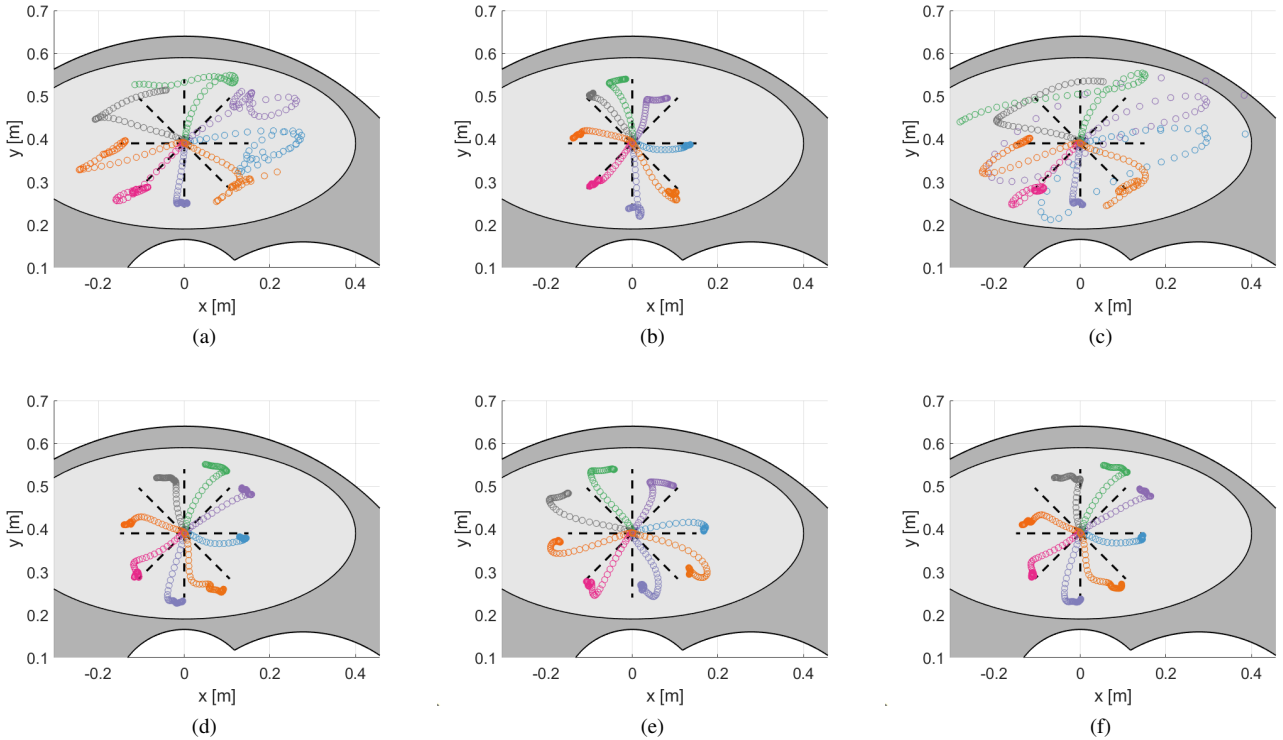 0.7 0.7 0.7
0.6 0.6 0.6
0.5 0.5 0.5
y [m] 0.4 y [m] 0.4 y [m] 0.4
0.3 0.3 0.3
0.2 0.2 0.2
0.1 0.1 0.1
-0.2 0 0.2 0.4 -0.2 0 0.2 0.4 -0.2 0 0.2 0.4
x [m] x [m] x [m]
(a) (b) (c)
0.7 0.7 0.7
0.6 0.6 0.6
0.5 0.5 0.5
y [m] 0.4 y [m] 0.4 y [m] 0.4
0.3 0.3 0.3
0.2 0.2 0.2
0.1 0.1 0.1
-0.2 0 0.2 0.4 -0.2 0 0.2 0.4 -0.2 0 0.2 0.4
x [m] x [m] x [m]
(d) (e) (f)